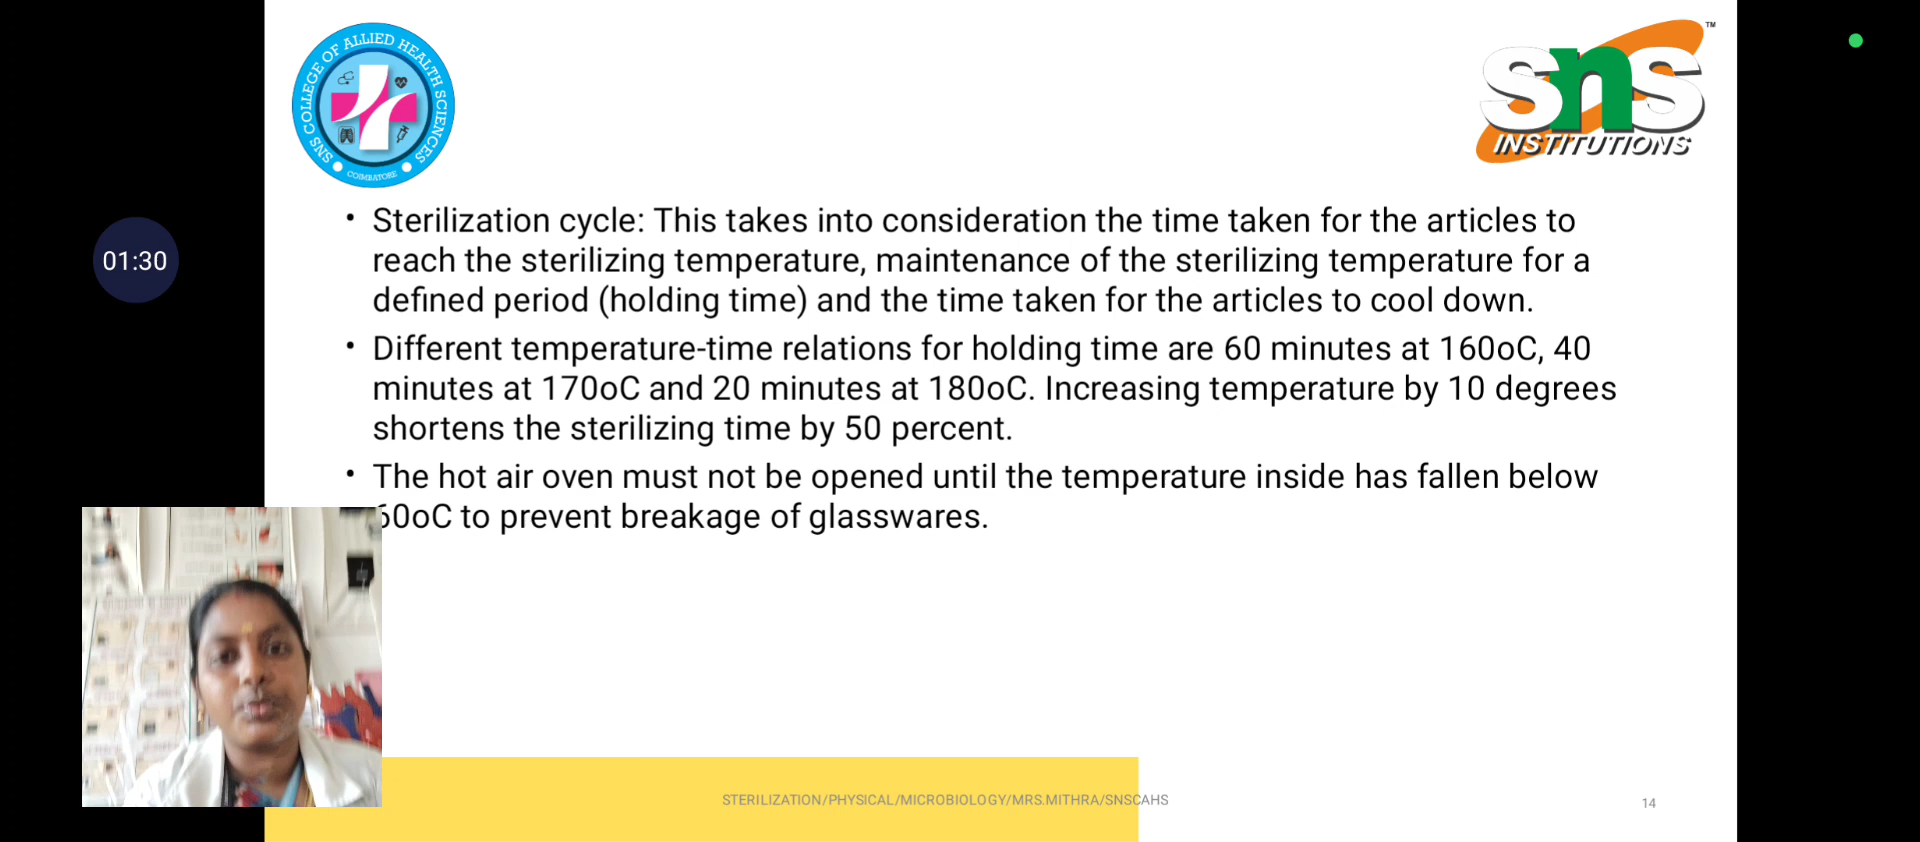 SNS COLLEGE OF ALLIED HEALTH SCIENCES
COIMBATORE
sns
TM
INSTITUTIONS
01:30
• Sterilization cycle: This takes into consideration the time taken for the articles to
reach the sterilizing temperature, maintenance of the sterilizing temperature for a
defined period (holding time) and the time taken for the articles to cool down.
• Different temperature-time relations for holding time are 60 minutes at 160oC, 40
minutes at 170oC and 20 minutes at 180oC. Increasing temperature by 10 degrees
shortens the sterilizing time by 50 percent.
• The hot air oven must not be opened until the temperature inside has fallen below
60oC to prevent breakage of glasswares.
STERILIZATION/PHYSICAL/MICROBIOLOGY/MRS.MITHRA/SNSCAHS
14